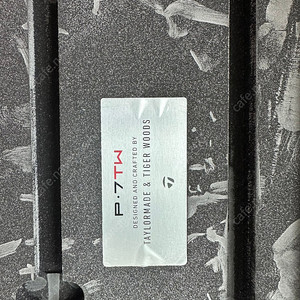 P·7TW
DESIGNED AND CRAFTED BY
TAYLORMADE & TIGER WOODS